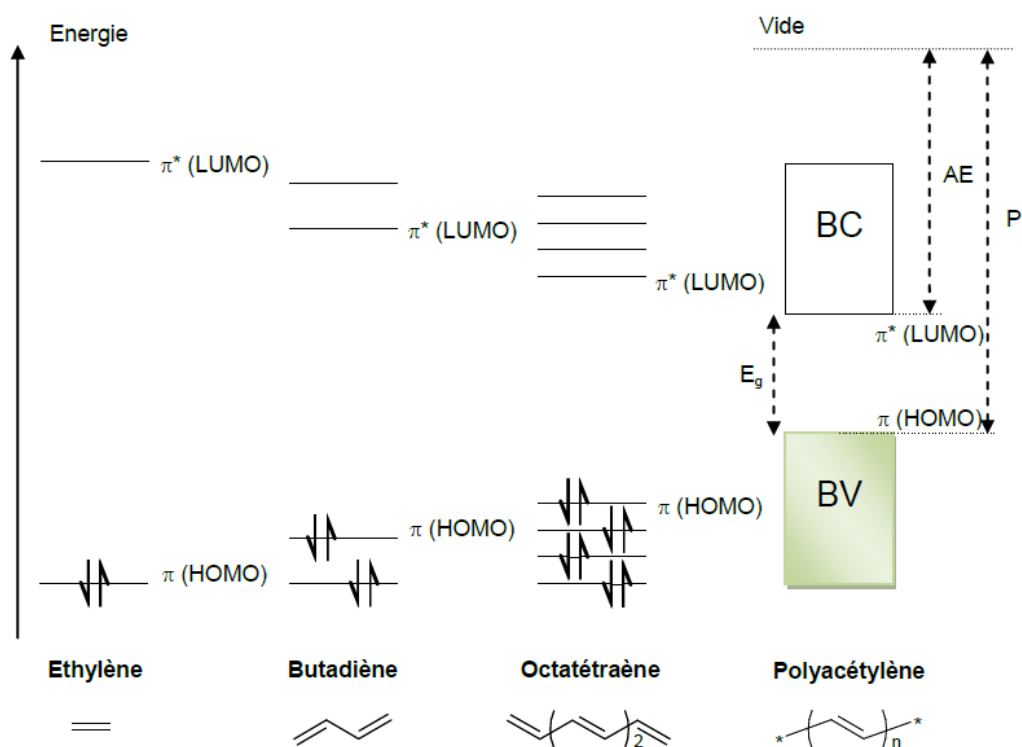 Energie
Vide
π* (LUMO)
π* (LUMO)
π* (LUMO)
BC
AE
P
π* (LUMO)
Eg
π (HOMO)
BV
π (HOMO)
π (HOMO)
π (HOMO)
Ethylène
Butadiène
Octatétraène
Polyacétylène
2
*
n
*